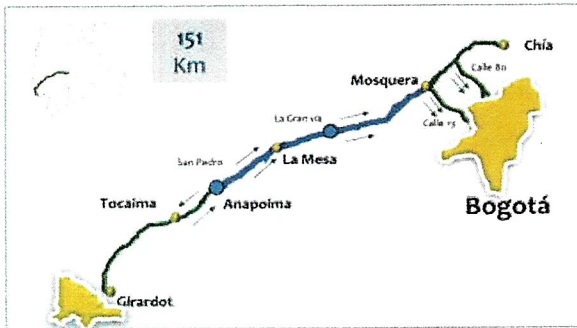 151
Km
Chía
Calle 80
Mosquera
La Gran vía
Calle 13
San Pedro
La Mesa
Bogotá
Tocaima
Anapoima
Girardot